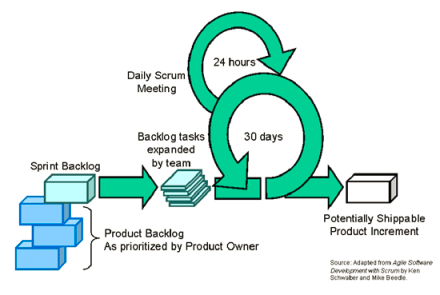 24 hours
Daily Scrum
Meeting
Backlog tasks
expanded
by team
30 days
Sprint Backlog
Potentially Shippable
Product Increment
Product Backlog
As prioritized by Product Owner
Source: Adapted from Agile Software
Development with Scrum by Ken
Schwaber and Mike Beedle.